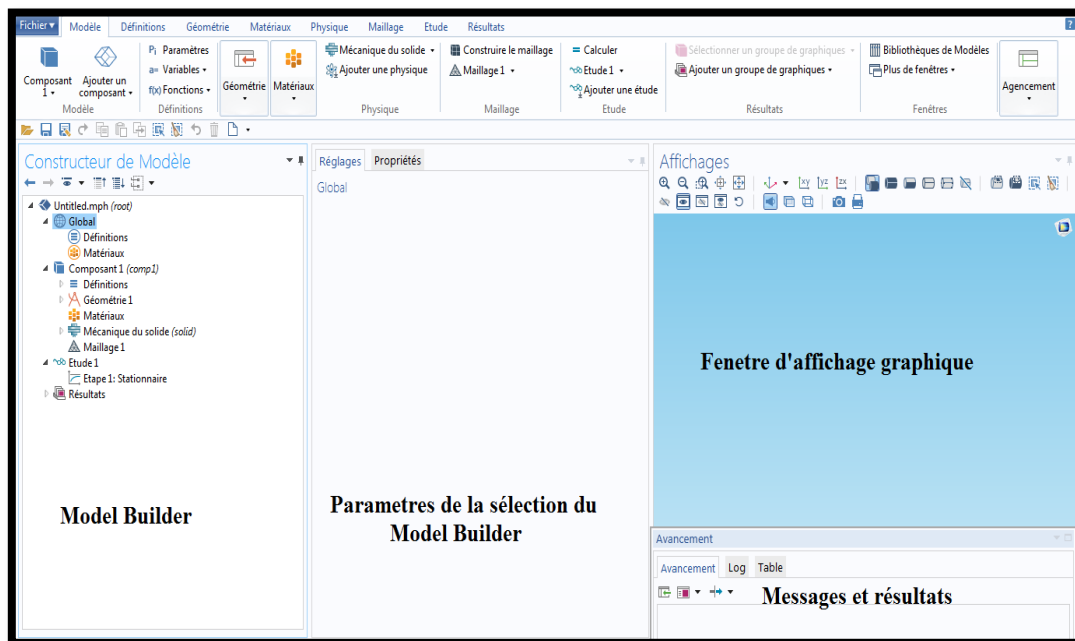 Fichier Modèle Définitions Géométrie Matériaux Physique Maillage Etude Résultats
?
Composant
1
Ajouter un
composant
Modèle
Pi Paramètres
a= Variables
f(x) Fonctions
Définitions
Géométrie
Matériaux
Mécanique du solide
Ajouter une physique
Physique
Construire le maillage
Maillage 1
Maillage
= Calculer
Etude 1
Ajouter une étude
Etude
Sélectionner un groupe de graphiques
Ajouter un groupe de graphiques
Résultats
Bibliothèques de Modèles
Plus de fenêtres
Fenêtres
Agencement
Constructeur de Modèle
Untitled.mph (root)
Global
Définitions
Matériaux
Composant 1 (comp1)
Définitions
Géométrie 1
Matériaux
Mécanique du solide (solid)
Maillage 1
Etude 1
Etape 1: Stationnaire
Résultats
Model Builder
Réglages Propriétés
Global
Parametres de la sélection du
Model Builder
Affichages
xy yz zx
Fenetre d'affichage graphique
Avancement
Avancement Log Table
Messages et résultats